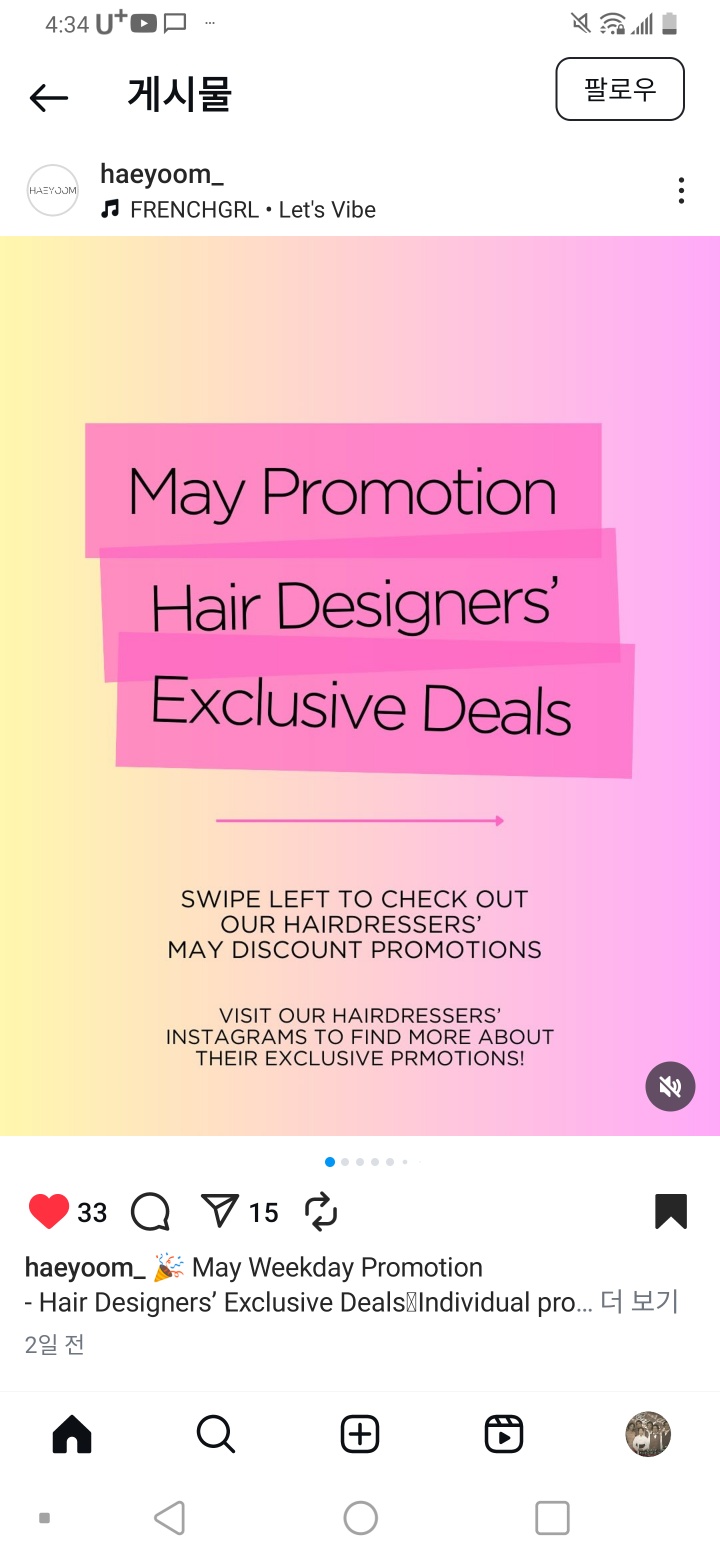 4:34 U+
게시물
팔로우
HAEYOOM
haeyoom_
FRENCHGRL • Let's Vibe
May Promotion
Hair Designers’
Exclusive Deals
SWIPE LEFT TO CHECK OUT
OUR HAIRDRESSERS’
MAY DISCOUNT PROMOTIONS
VISIT OUR HAIRDRESSERS’
INSTAGRAMS TO FIND MORE ABOUT
THEIR EXCLUSIVE PRMOTIONS!
33
15
haeyoom_ 🎉 May Weekday Promotion
- Hair Designers’ Exclusive Deals▯Individual pro... 더 보기
2일 전